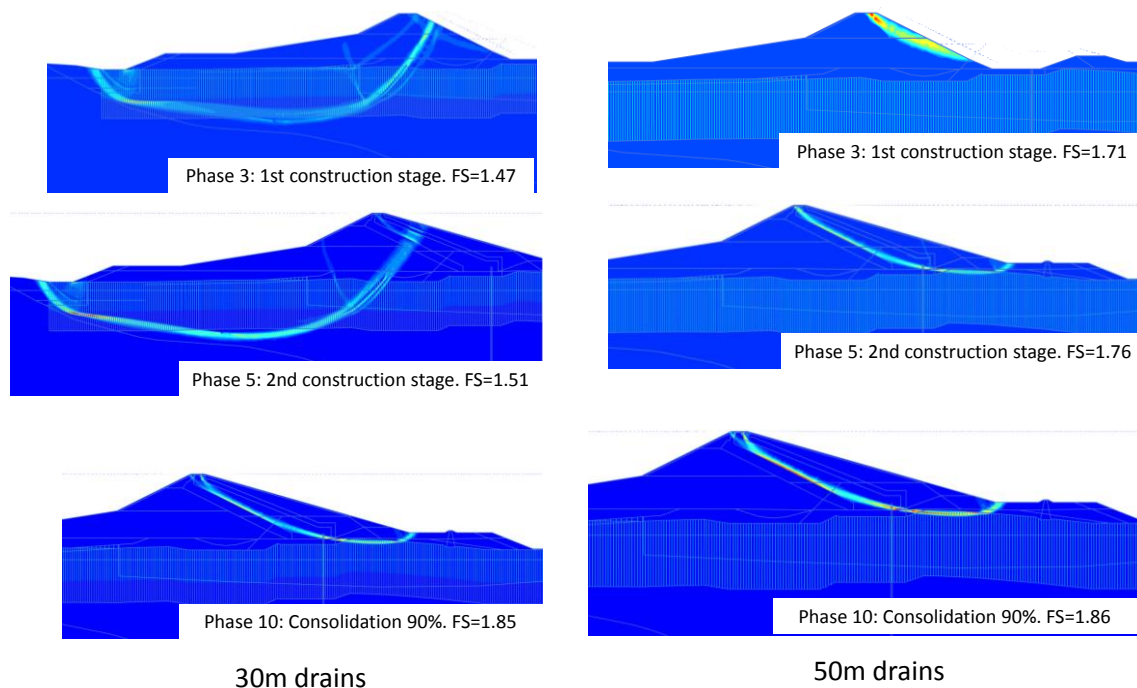 Phase 3: 1st construction stage. FS=1.47
Phase 3: 1st construction stage. FS=1.71
Phase 5: 2nd construction stage. FS=1.51
Phase 5: 2nd construction stage. FS=1.76
Phase 10: Consolidation 90%. FS=1.85
Phase 10: Consolidation 90%. FS=1.86
30m drains
50m drains